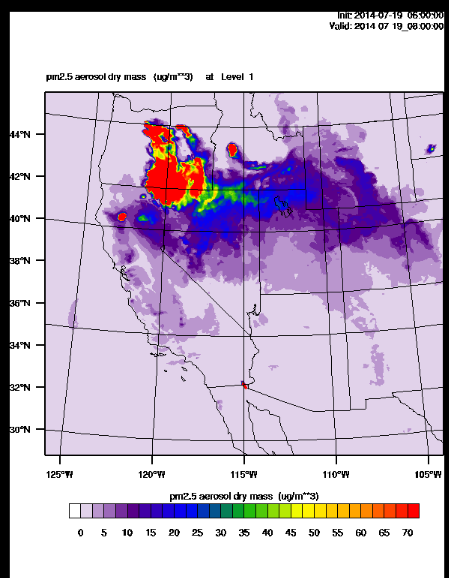 Init: 2014-07-19_06:00:00
Valid: 2014 07 19_08:00:00
pm2.5 aerosol dry mass (ug/m**3) at Level 1
44°N
42°N
40°N
38°N
36°N
34°N
32°N
30°N
125°W 120°W 115°W 110°W 105°W
pm2.5 aerosol dry mass (ug/m**3)
0 5 10 15 20 25 30 35 40 45 50 55 60 65 70